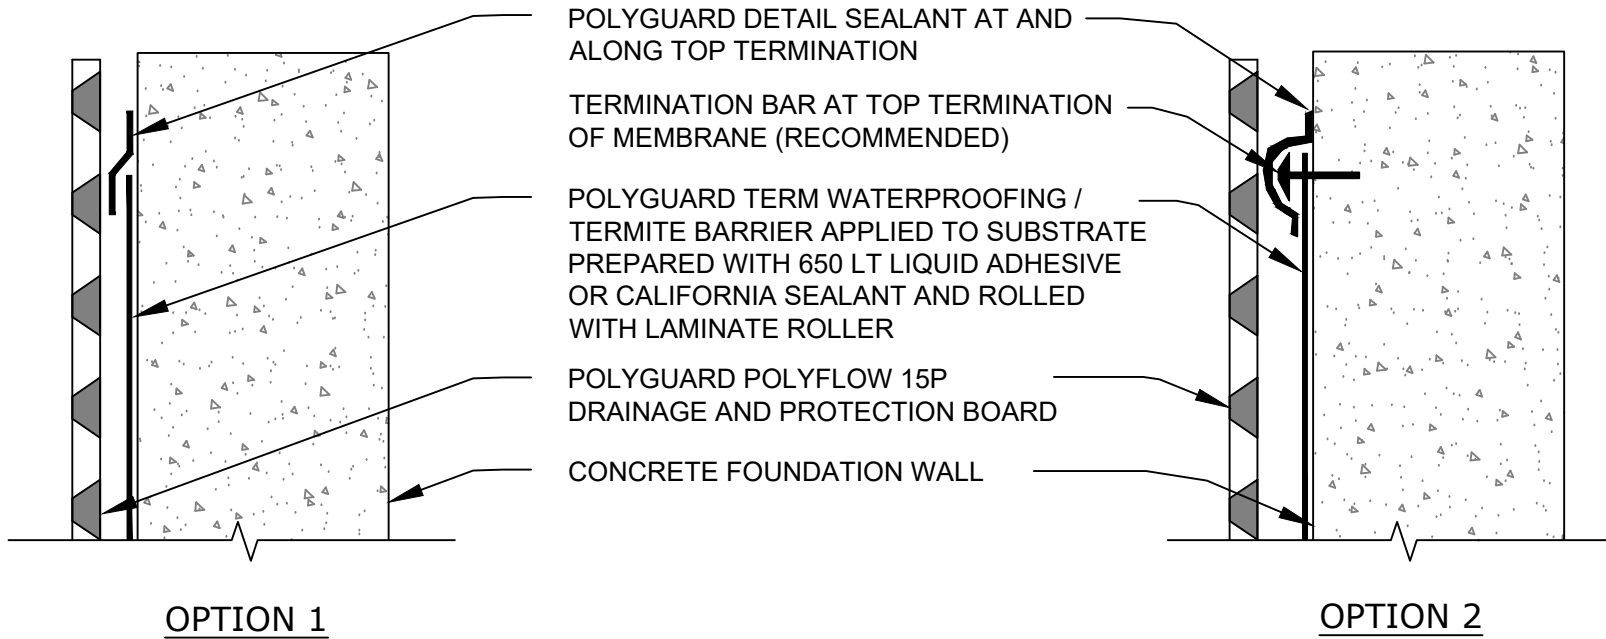 POLYGUARD DETAIL SEALANT AT AND
ALONG TOP TERMINATION
TERMINATION BAR AT TOP TERMINATION
OF MEMBRANE (RECOMMENDED)
POLYGUARD TERM WATERPROOFING /
TERMITE BARRIER APPLIED TO SUBSTRATE
PREPARED WITH 650 LT LIQUID ADHESIVE
OR CALIFORNIA SEALANT AND ROLLED
WITH LAMINATE ROLLER
POLYGUARD POLYFLOW 15P
DRAINAGE AND PROTECTION BOARD
CONCRETE FOUNDATION WALL
OPTION 1
OPTION 2